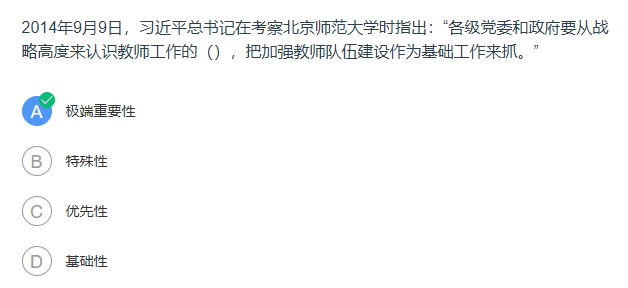 2014年9月9日，习近平总书记在考察北京师范大学时指出：“各级党委和政府要从战
略高度来认识教师工作的（），把加强教师队伍建设作为基础工作来抓。”
A 极端重要性
B 特殊性
C 优先性
D 基础性